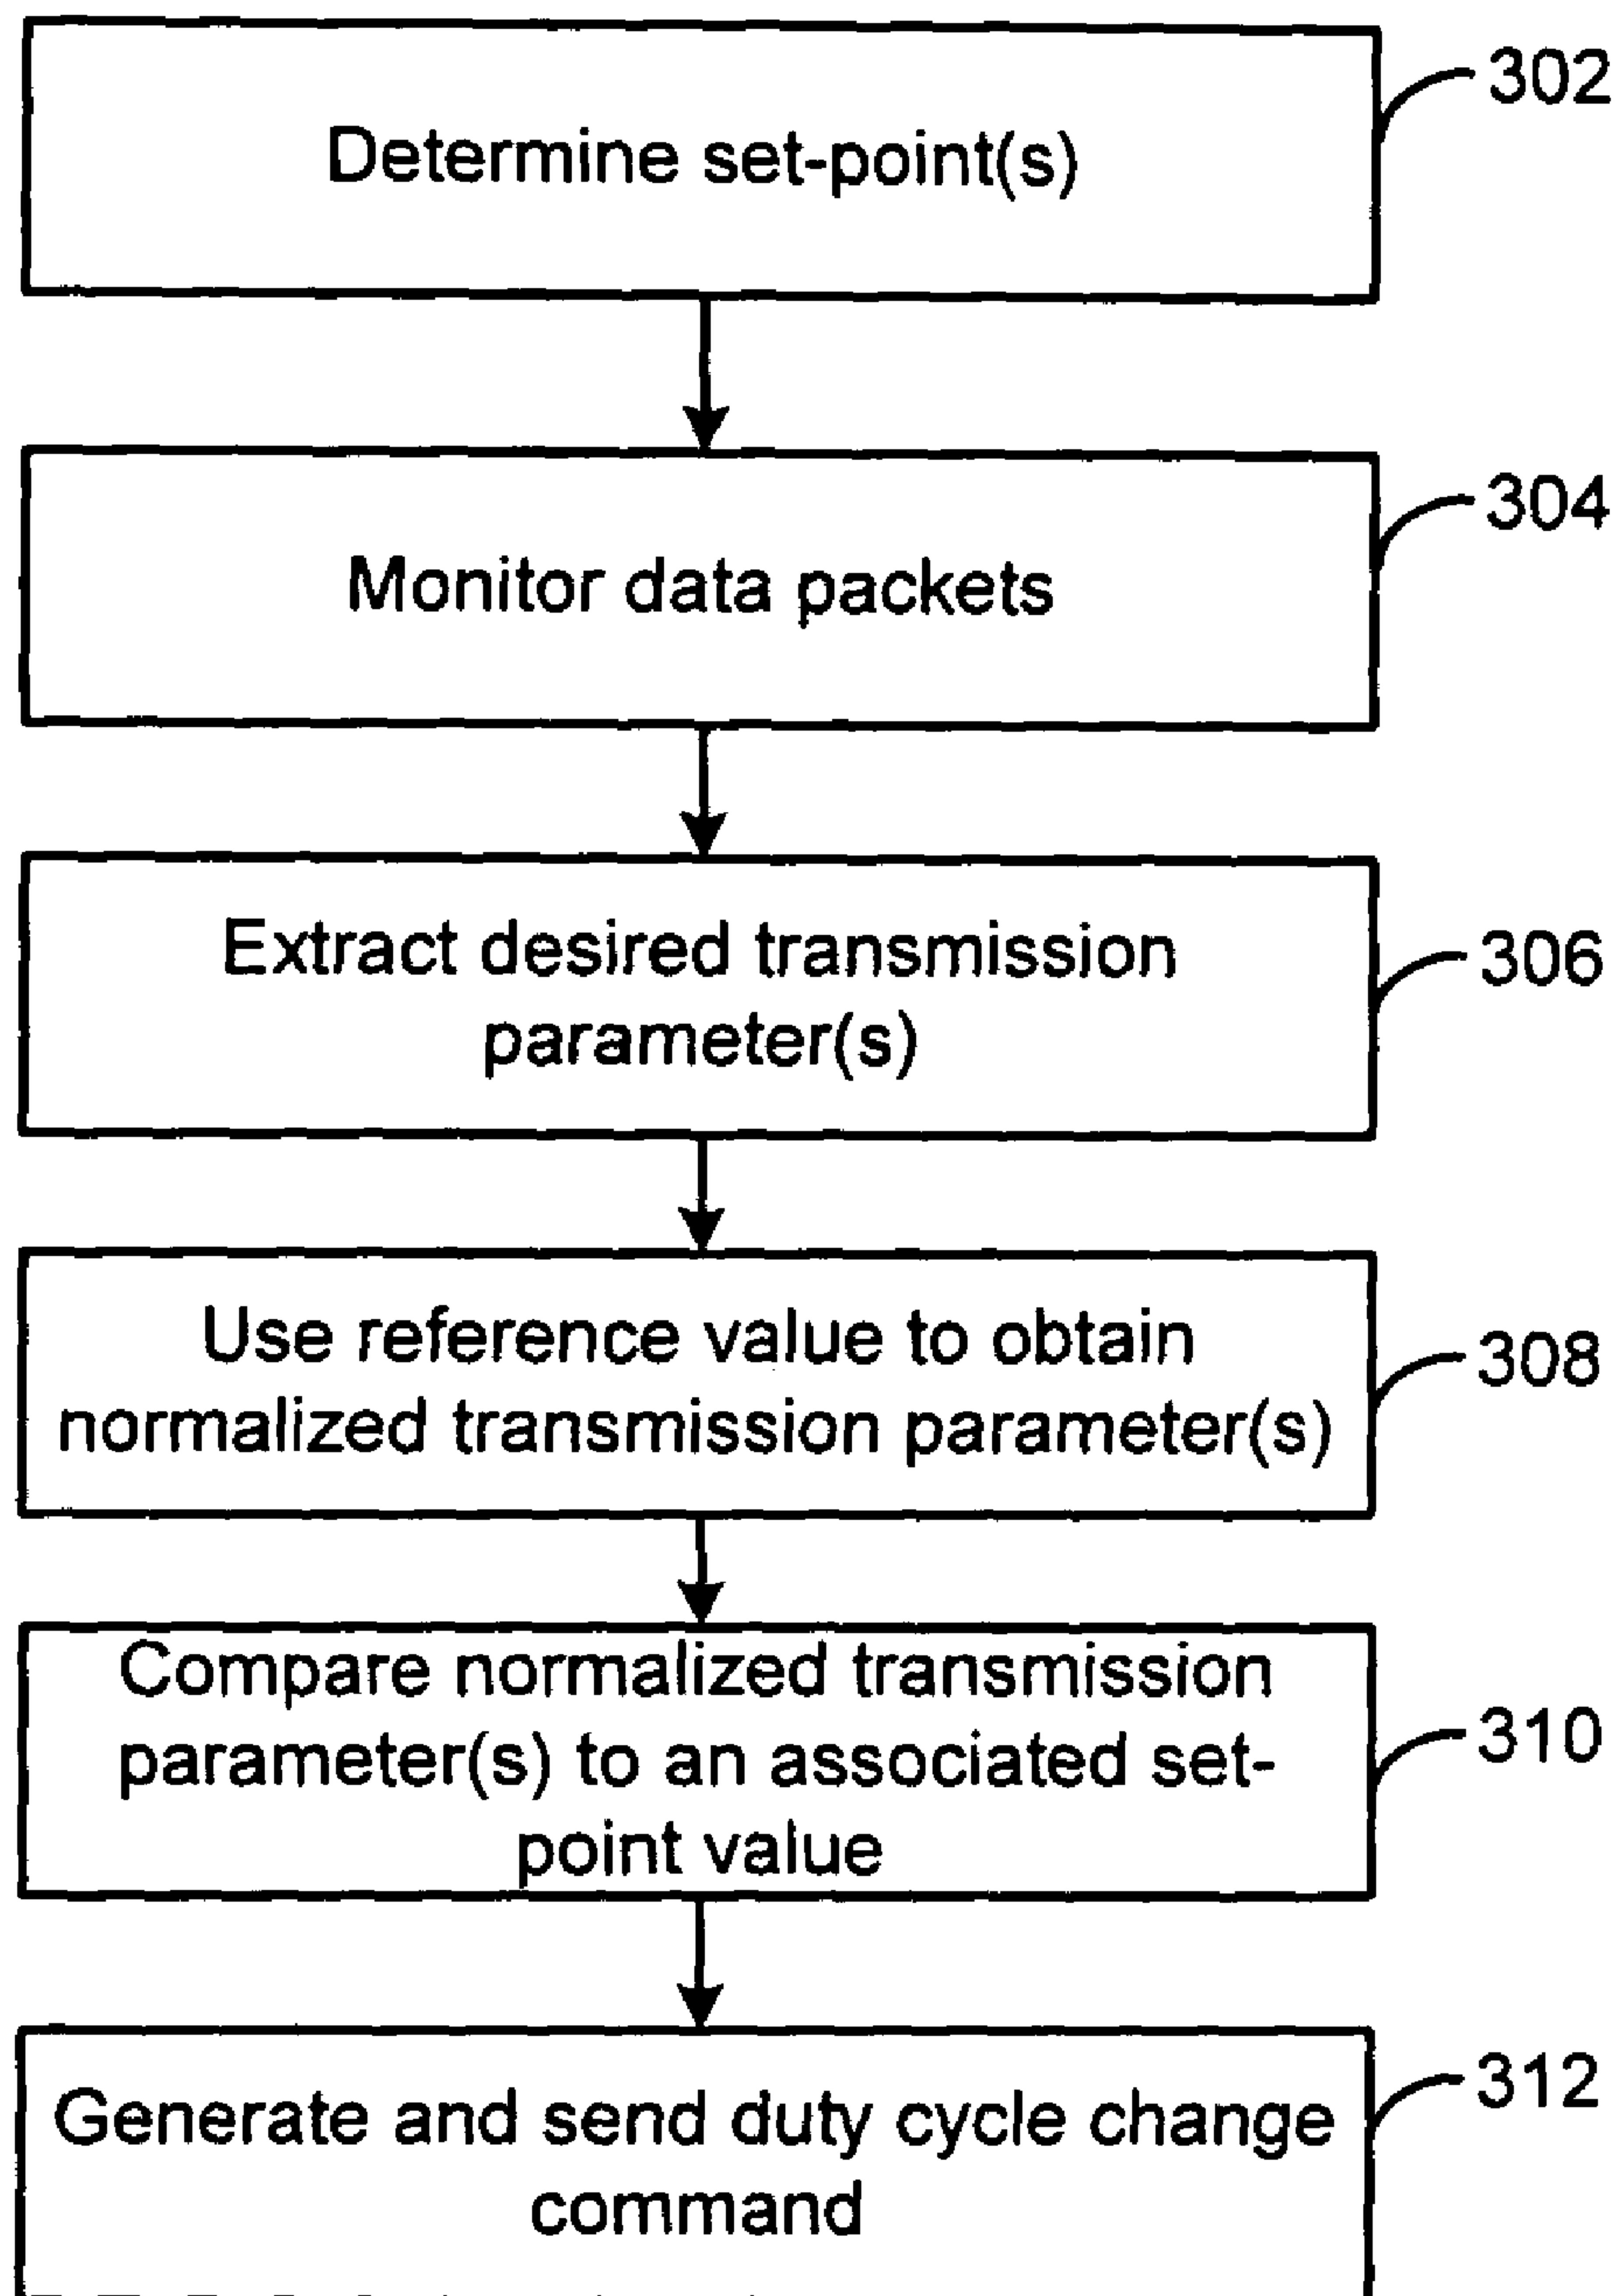 Determine set-point(s)
302
Monitor data packets
304
Extract desired transmission
parameter(s)
306
Use reference value to obtain
normalized transmission parameter(s)
308
Compare normalized transmission
parameter(s) to an associated set-
point value
310
Generate and send duty cycle change
command
312